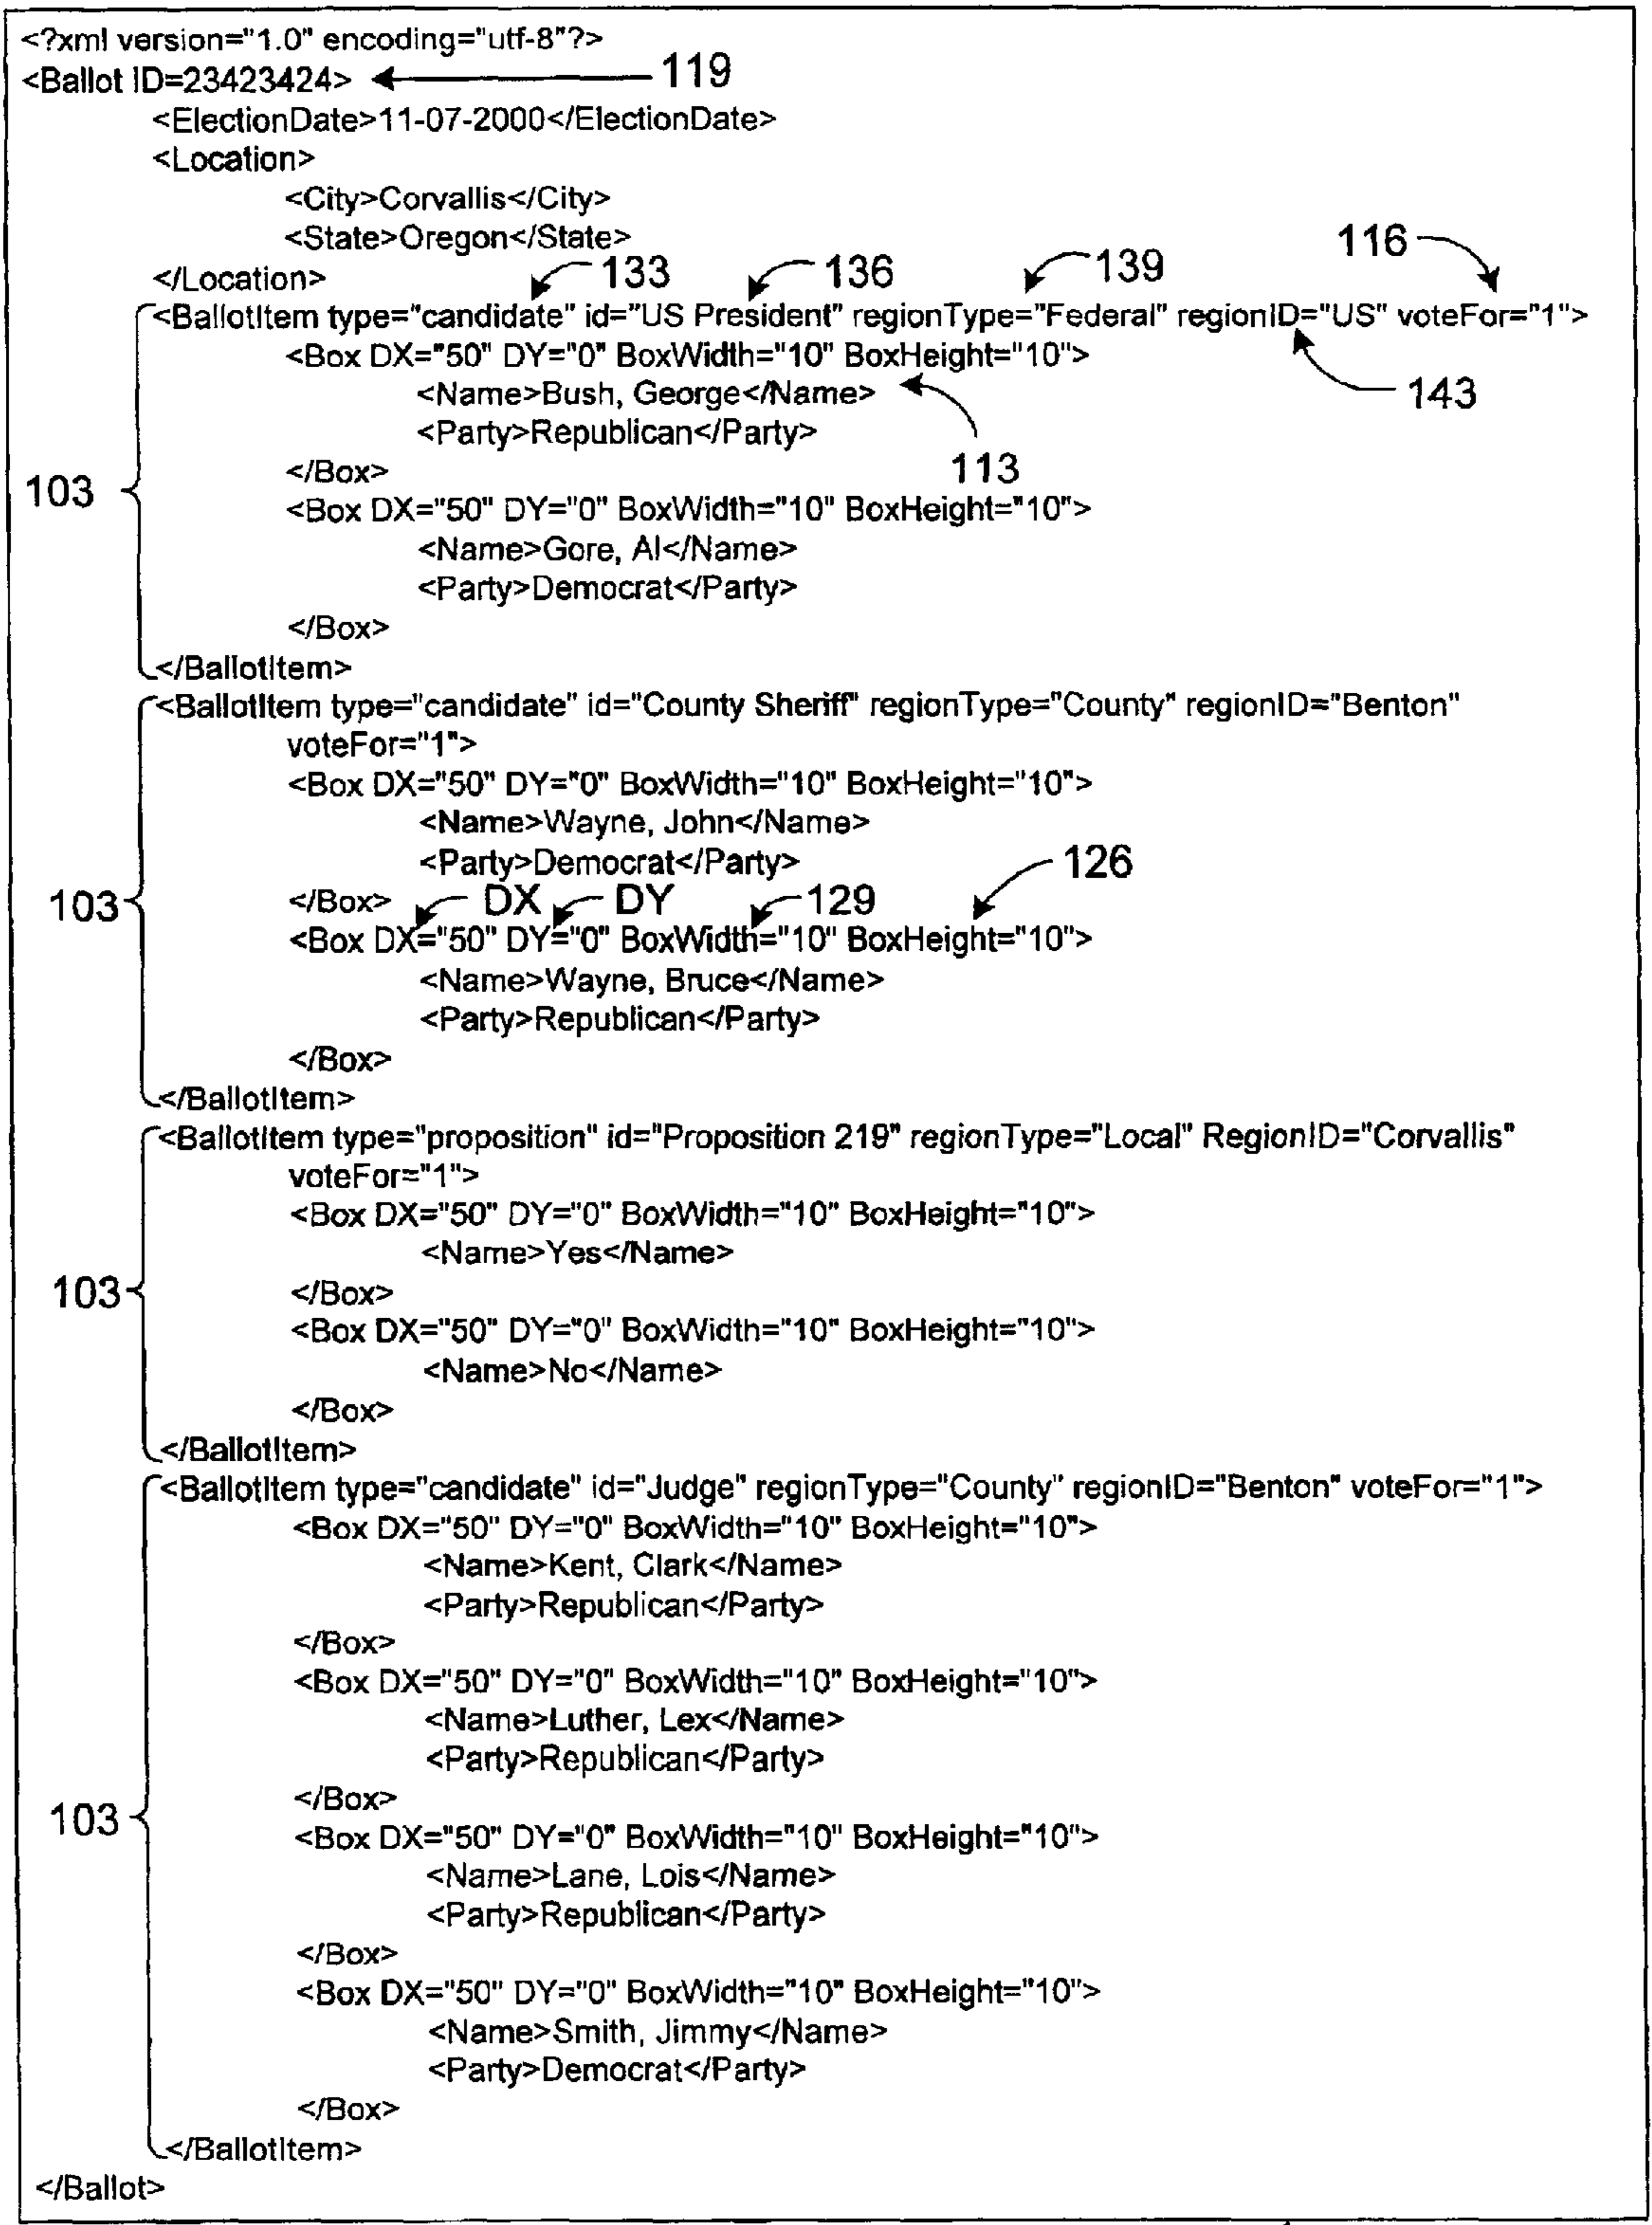 <?xml version="1.0" encoding="utf-8"?>
<Ballot ID=23423424> 119
<ElectionDate>11-07-2000</ElectionDate>
<Location>
<City>Corvallis</City>
<State>Oregon</State> 116
</Location> 133 136 139
<BallotItem type="candidate" id="US President" regionType="Federal" regionID="US" voteFor="1">
<Box DX="50" DY="0" BoxWidth="10" BoxHeight="10">
<Name>Bush, George</Name> 143
<Party>Republican</Party>
</Box> 113
103
<Box DX="50" DY="0" BoxWidth="10" BoxHeight="10">
<Name>Gore, Al</Name>
<Party>Democrat</Party>
</Box>
</BallotItem>
<BallotItem type="candidate" id="County Sheriff" regionType="County" regionID="Benton"
voteFor="1">
<Box DX="50" DY="0" BoxWidth="10" BoxHeight="10">
<Name>Wayne, John</Name>
<Party>Democrat</Party> 126
103 </Box> DX DY 129
<Box DX="50" DY="0" BoxWidth="10" BoxHeight="10">
<Name>Wayne, Bruce</Name>
<Party>Republican</Party>
</Box>
</BallotItem>
<BallotItem type="proposition" id="Proposition 219" regionType="Local" RegionID="Corvallis"
voteFor="1">
<Box DX="50" DY="0" BoxWidth="10" BoxHeight="10">
<Name>Yes</Name>
103 </Box>
<Box DX="50" DY="0" BoxWidth="10" BoxHeight="10">
<Name>No</Name>
</Box>
</BallotItem>
<BallotItem type="candidate" id="Judge" regionType="County" regionID="Benton" voteFor="1">
<Box DX="50" DY="0" BoxWidth="10" BoxHeight="10">
<Name>Kent, Clark</Name>
<Party>Republican</Party>
</Box>
<Box DX="50" DY="0" BoxWidth="10" BoxHeight="10">
<Name>Luther, Lex</Name>
<Party>Republican</Party>
</Box>
103
<Box DX="50" DY="0" BoxWidth="10" BoxHeight="10">
<Name>Lane, Lois</Name>
<Party>Republican</Party>
</Box>
<Box DX="50" DY="0" BoxWidth="10" BoxHeight="10">
<Name>Smith, Jimmy</Name>
<Party>Democrat</Party>
</Box>
</BallotItem>
</Ballot>